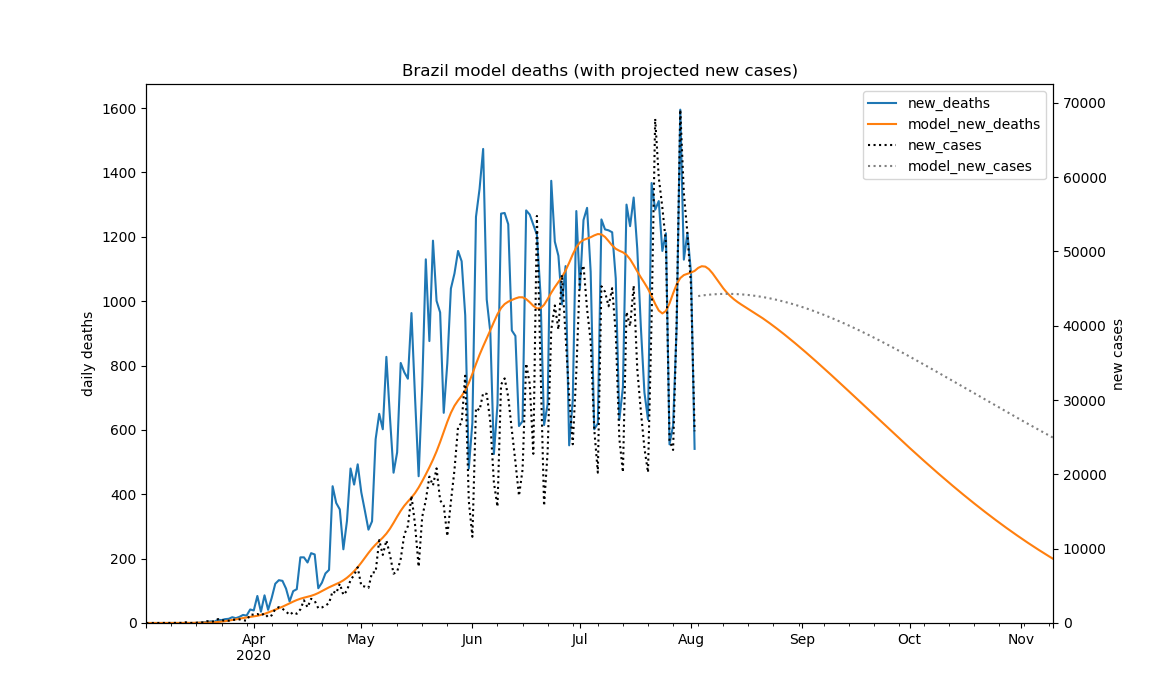 Brazil model deaths (with projected new cases)
new_deaths
model_new_deaths
new_cases
model_new_cases
1600
1400
1200
1000
800
600
400
200
0
daily deaths
70000
60000
50000
40000
30000
20000
10000
0
new cases
Apr
2020
May
Jun
Jul
Aug
Sep
Oct
Nov